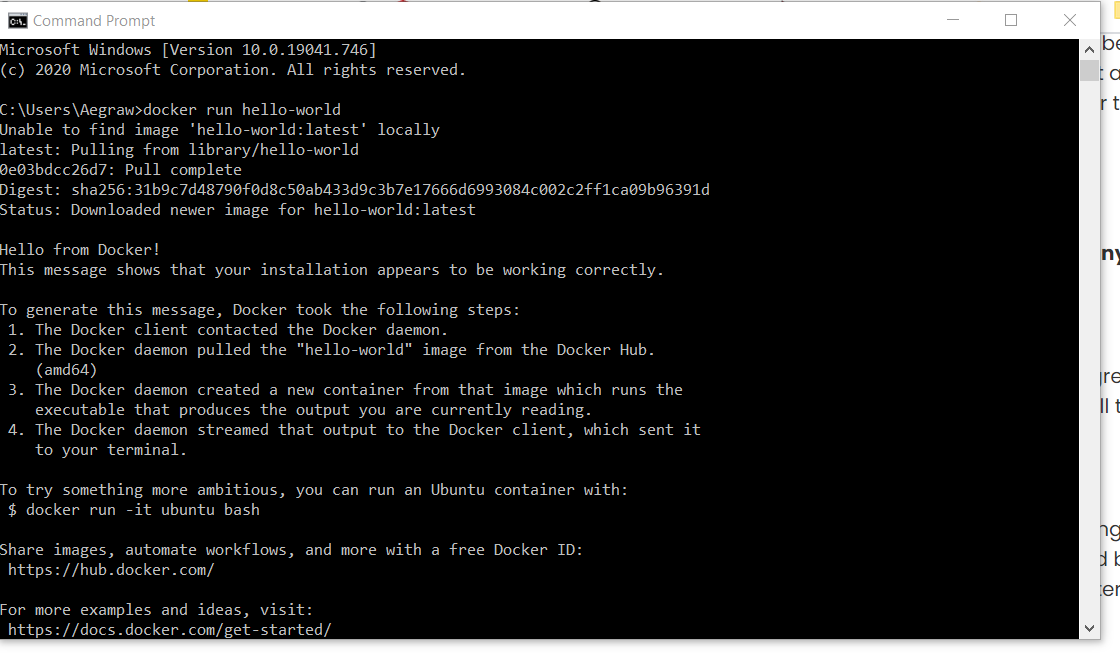 Command Prompt
Microsoft Windows [Version 10.0.19041.746]
(c) 2020 Microsoft Corporation. All rights reserved.

C:\Users\Aegraw>docker run hello-world
Unable to find image 'hello-world:latest' locally
latest: Pulling from library/hello-world
0e03bdcc26d7: Pull complete
Digest: sha256:31b9c7d48790f0d8c50ab433d9c3b7e17666d6993084c002c2ff1ca09b96391d
Status: Downloaded newer image for hello-world:latest

Hello from Docker!
This message shows that your installation appears to be working correctly.

To generate this message, Docker took the following steps:
 1. The Docker client contacted the Docker daemon.
 2. The Docker daemon pulled the "hello-world" image from the Docker Hub.
    (amd64)
 3. The Docker daemon created a new container from that image which runs the
    executable that produces the output you are currently reading.
 4. The Docker daemon streamed that output to the Docker client, which sent it
    to your terminal.

To try something more ambitious, you can run an Ubuntu container with:
 $ docker run -it ubuntu bash

Share images, automate workflows, and more with a free Docker ID:
 https://hub.docker.com/

For more examples and ideas, visit:
 https://docs.docker.com/get-started/